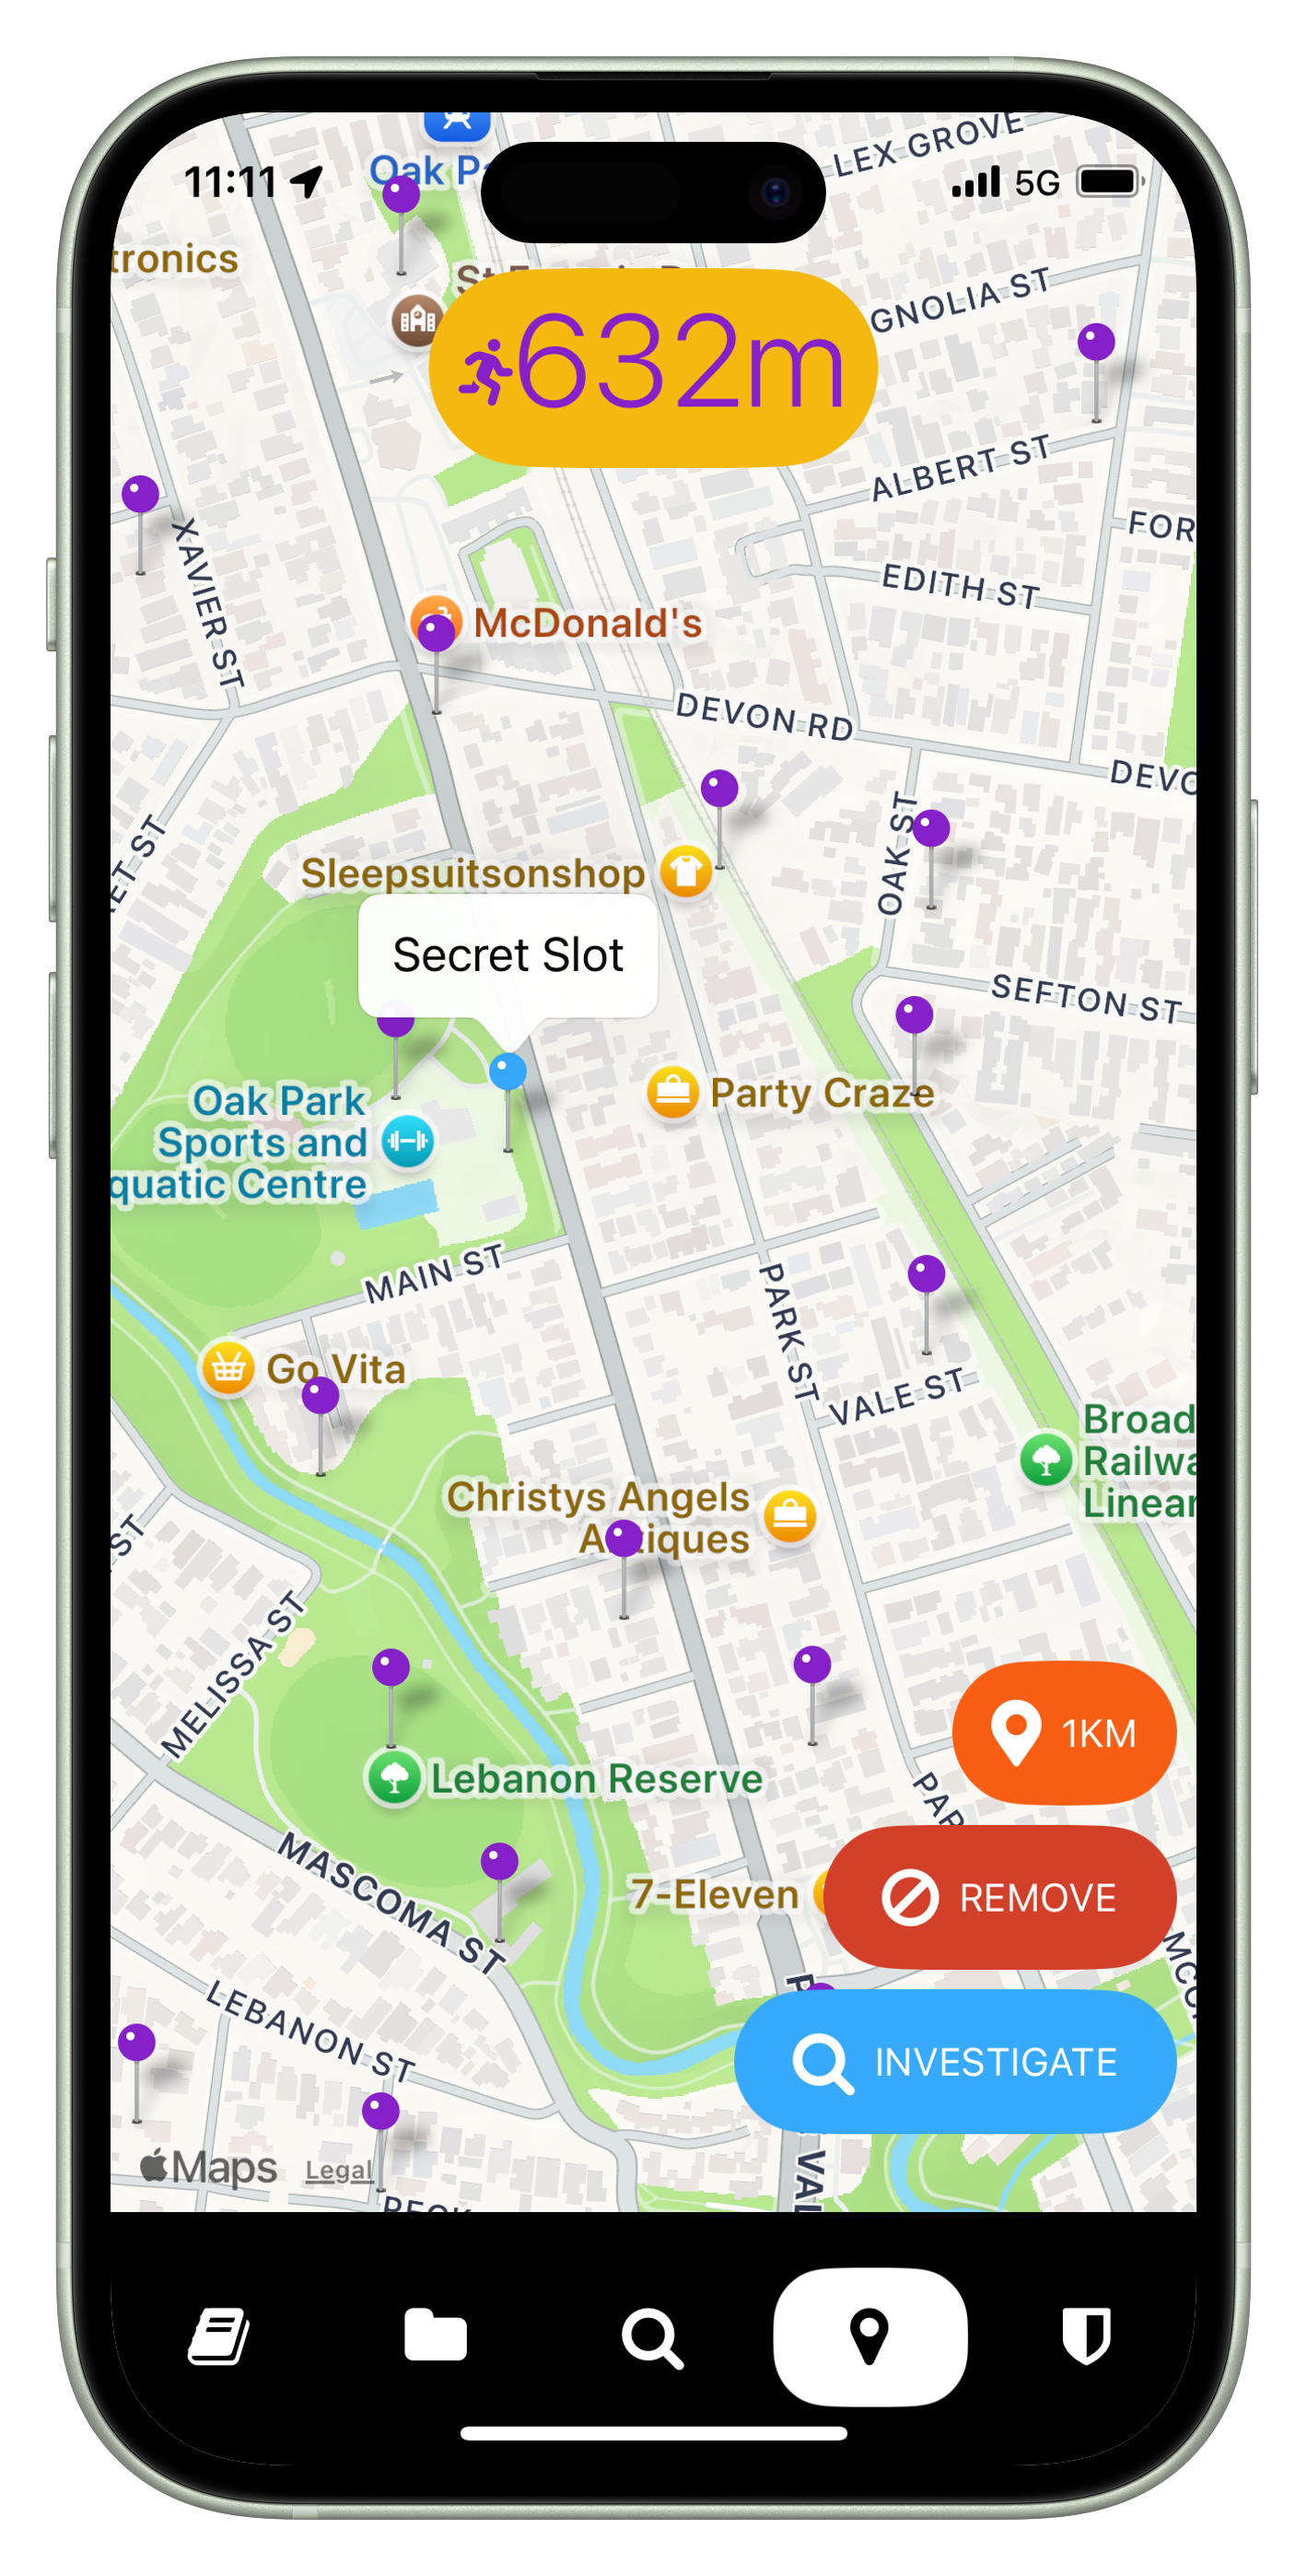 11:11
5G
Oak Pa
LEX GROVE
tronics
GNOLIA ST
632m
ALBERT ST
FOR
XAVIER ST
EDITH ST
McDonald's
DEVON RD
DEVO
ET ST
OAK ST
Sleepsuitsonshop
Secret Slot
SEFTON ST
Oak Park
Sports and
quatic Centre
Party Craze
MAIN ST
PARK ST
Go Vita
VALE ST
Broad
Railwa
Linear
Christys Angels
Antiques
ST
MELISSA ST
1KM
Lebanon Reserve
PAR
MASCOMA ST
7-Eleven
REMOVE
MCCO
LEBANON ST
INVESTIGATE
VAL
Maps
Legal